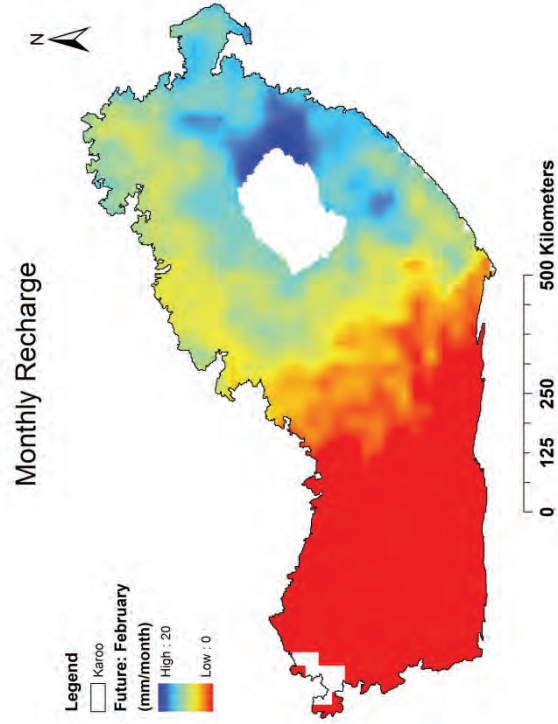 Monthly Recharge
N
Legend
Karoo
Future: February
(mm/month)
High : 20
Low : 0
0 125 250 500 Kilometers